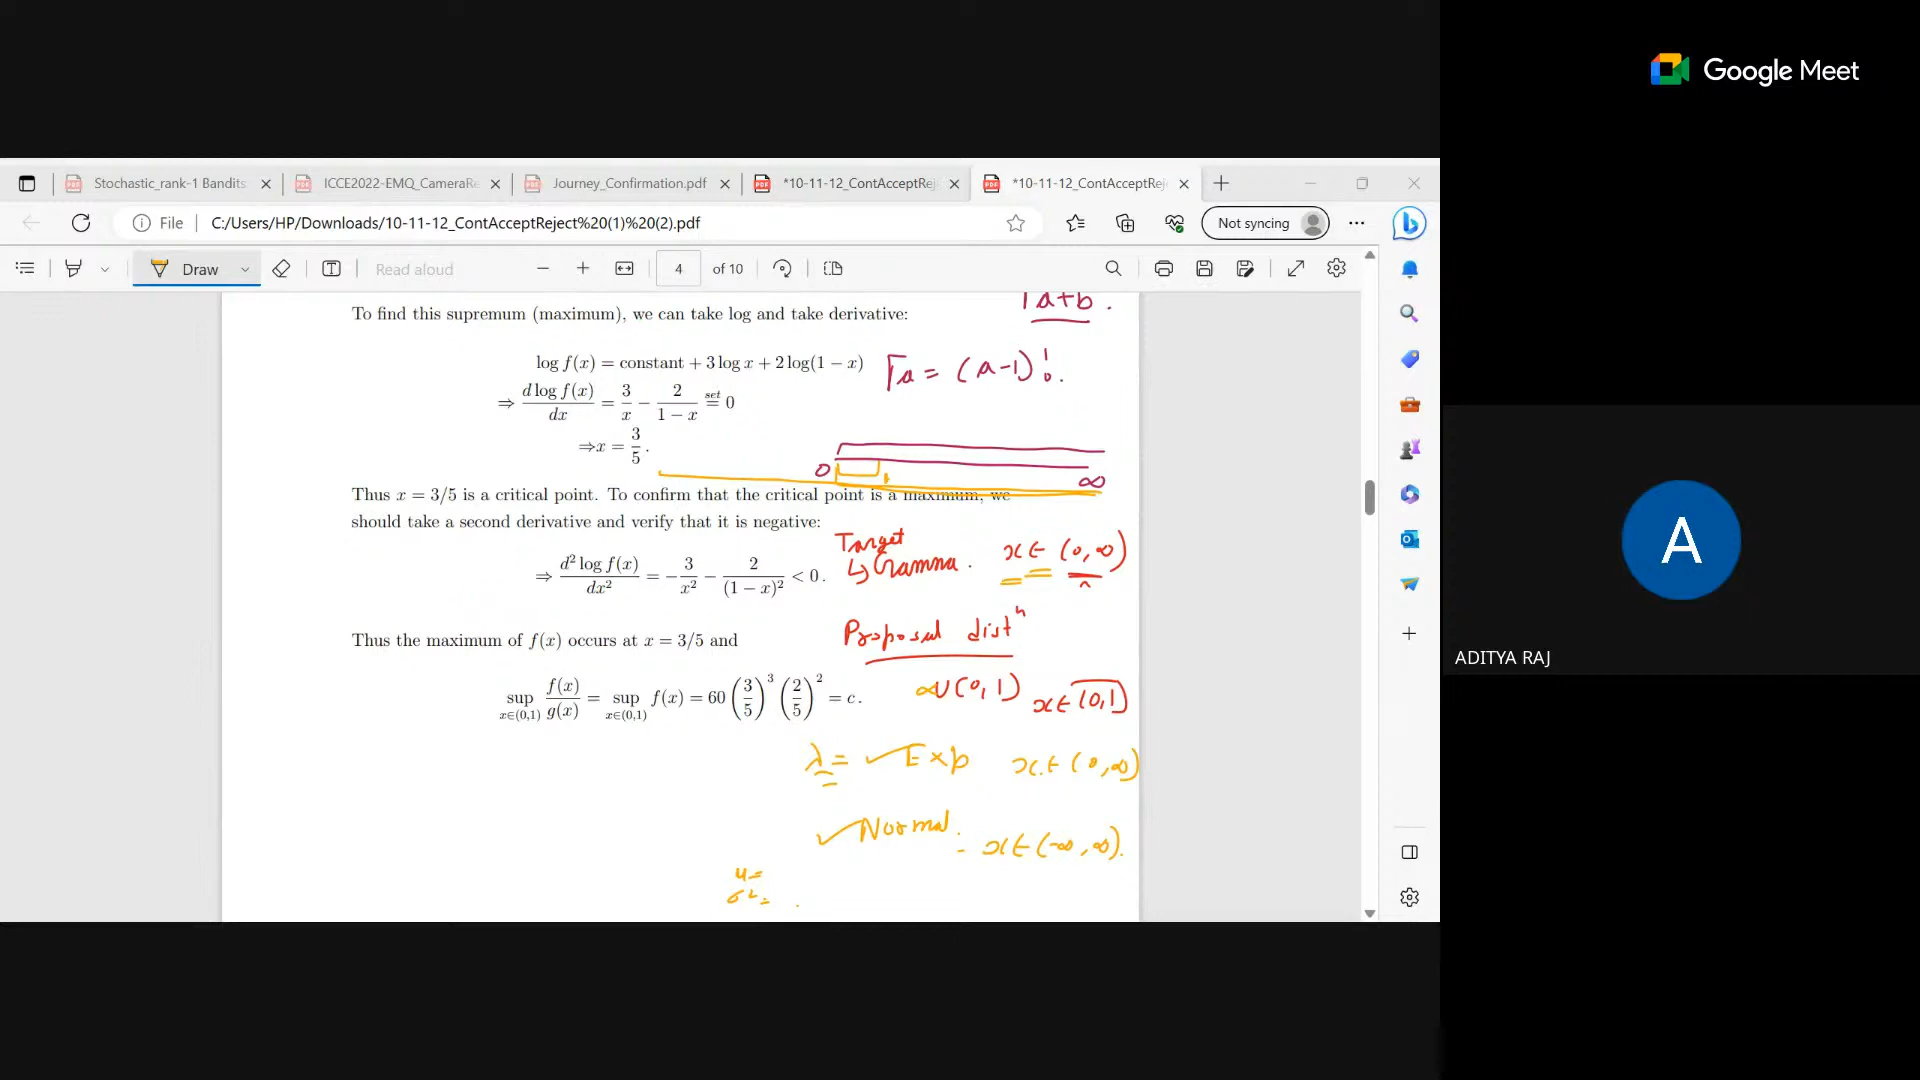 Google Meet
Stochastic_rank-1 Bandits
ICCE2022-EMQ_CameraRe
Journey_Confirmation.pdf
*10-11-12_ContAcceptRej
*10-11-12_ContAcceptRej
File
C:/Users/HP/Downloads/10-11-12_ContAcceptReject%20(1)%20(2).pdf
Not syncing
Draw
Read aloud
4
of 10
Γa+b .
To find this supremum (maximum), we can take log and take derivative:
log f(x) = constant + 3 log x + 2 log(1 − x)
Γa = (a-1)! .
⇒ d log f(x)/dx = 3/x − 2/(1 − x) set= 0
⇒x = 3/5 .
0 ∞
Thus x = 3/5 is a critical point. To confirm that the critical point is a maximum, we
should take a second derivative and verify that it is negative:
Target
↳ Gamma . x ∈ (0, ∞)
⇒ d² log f(x)/dx² = − 3/x² − 2/(1 − x)² < 0 .
Proposal distⁿ
Thus the maximum of f(x) occurs at x = 3/5 and
U(0, 1) x ∈ (0,1)
sup x∈(0,1) f(x)/g(x) = sup x∈(0,1) f(x) = 60 (3/5)³ (2/5)² = c .
λ = ✓ Exp x ∈ (0, ∞)
✓ Normal. x ∈ (-∞, ∞).
μ=
σ²=
A
ADITYA RAJ